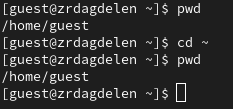 [guest@zrdagdelen ~]$ pwd
/home/guest
[guest@zrdagdelen ~]$ cd ~
[guest@zrdagdelen ~]$ pwd
/home/guest
[guest@zrdagdelen ~]$